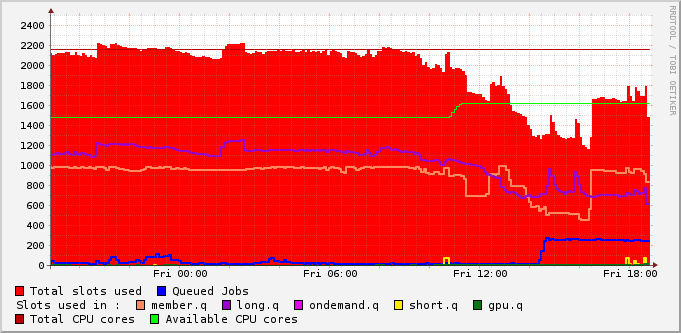 2400
2200
2000
1800
1600
1400
1200
1000
800
600
400
200
0
Fri 00:00 Fri 06:00 Fri 12:00 Fri 18:00
RRDTOOL / TOBI OETIKER
Total slots used Queued Jobs
Slots used in : member.q long.q ondemand.q short.q gpu.q
Total CPU cores Available CPU cores